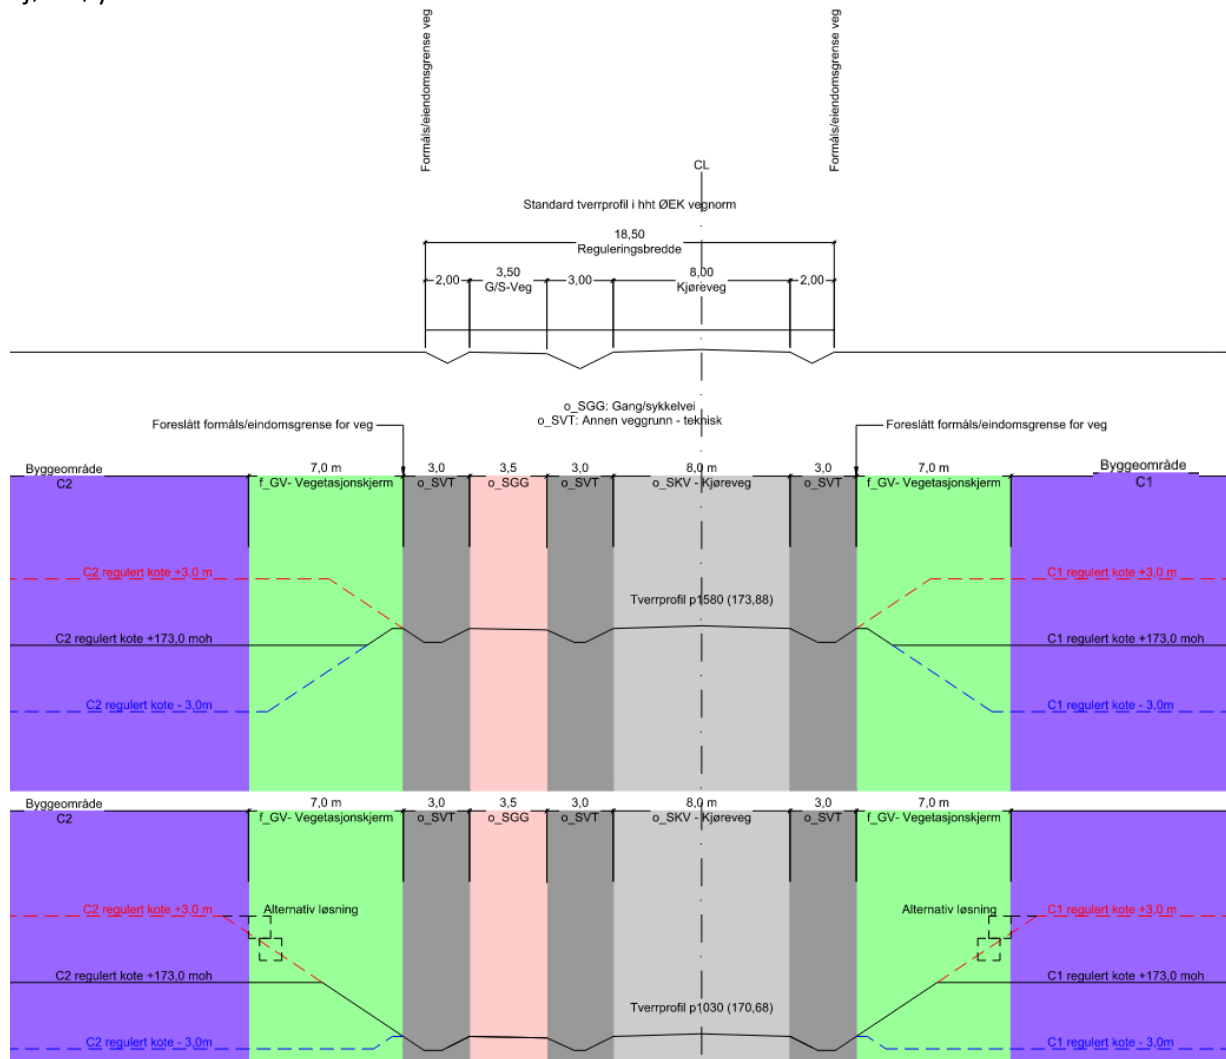 Formåls/eiendomsgrense veg
Formåls/eiendomsgrense veg
CL
Standard tverrprofil i hht ØEK vegnorm
18,50
Reguleringsbredde
2,00
3,50
G/S-Veg
3,00
8,00
Kjøreveg
2,00
o_SGG: Gang/sykkelvei
o_SVT: Annen veggrunn - teknisk
Foreslått formåls/eindomsgrense for veg
Foreslått formåls/eindomsgrense for veg
Byggeområde
C2
7,0 m
f_GV- Vegetasjonskjerm
3,0
o_SVT
3,5
o_SGG
3,0
o_SVT
8,0 m
o_SKV - Kjøreveg
3,0
o_SVT
7,0 m
f_GV- Vegetasjonskjerm
Byggeområde
C1
C2 regulert kote +3,0 m
C1 regulert kote +3,0 m
Tverrprofil p1580 (173,88)
C2 regulert kote +173,0 moh
C1 regulert kote +173,0 moh
C2 regulert kote - 3,0m
C1 regulert kote - 3,0m
Byggeområde
C2
7,0 m
f_GV- Vegetasjonskjerm
3,0
o_SVT
3,5
o_SGG
3,0
o_SVT
8,0 m
o_SKV - Kjøreveg
3,0
o_SVT
7,0 m
f_GV- Vegetasjonskjerm
C2 regulert kote +3,0 m
Alternativ løsning
Alternativ løsning
C1 regulert kote +3,0 m
C2 regulert kote +173,0 moh
C1 regulert kote +173,0 moh
Tverrprofil p1030 (170,68)
C2 regulert kote - 3,0m
C1 regulert kote - 3,0m